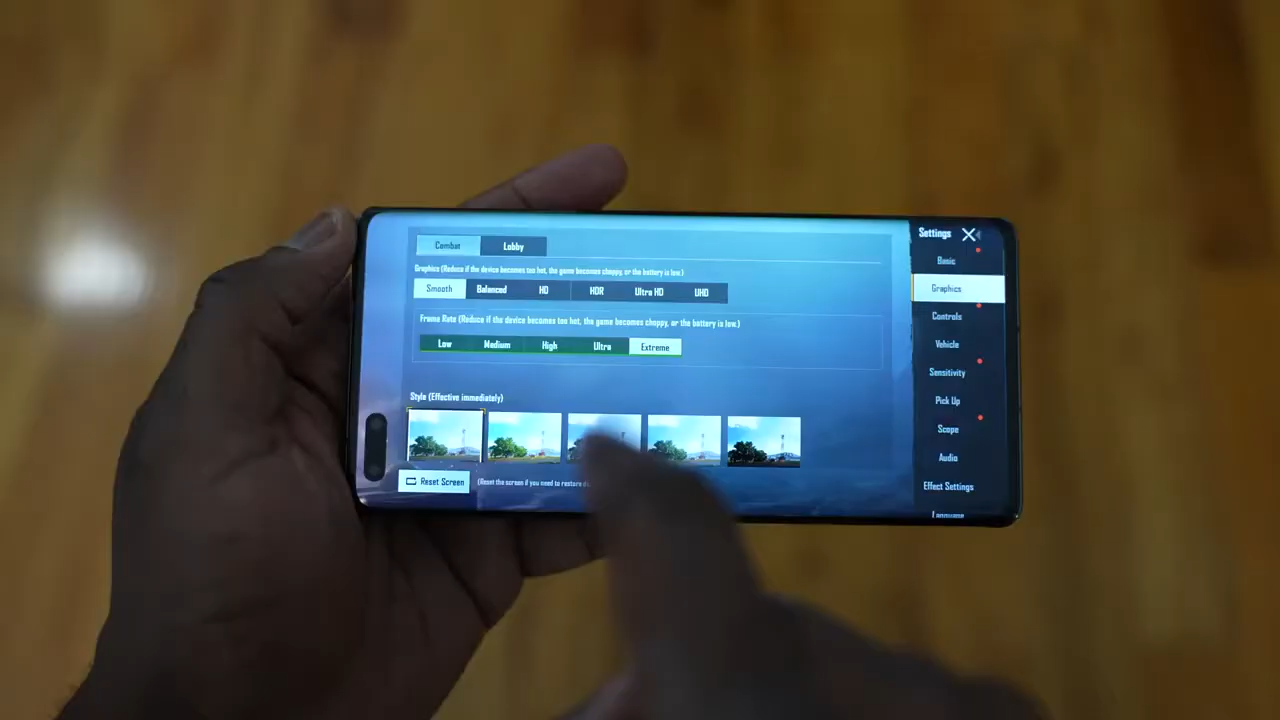 Combat Lobby
Graphics (Reduce if the device becomes too hot, the game becomes choppy, or the battery is low.)
Smooth Balanced HD HDR Ultra HD UHD
Frame Rate (Reduce if the device becomes too hot, the game becomes choppy, or the battery is low.)
Low Medium High Ultra Extreme
Style (Effective immediately)
Reset Screen (Reset the screen if you need to restore
Settings
Basic
Graphics
Controls
Vehicle
Sensitivity
Pick Up
Scope
Audio
Effect Settings
Language